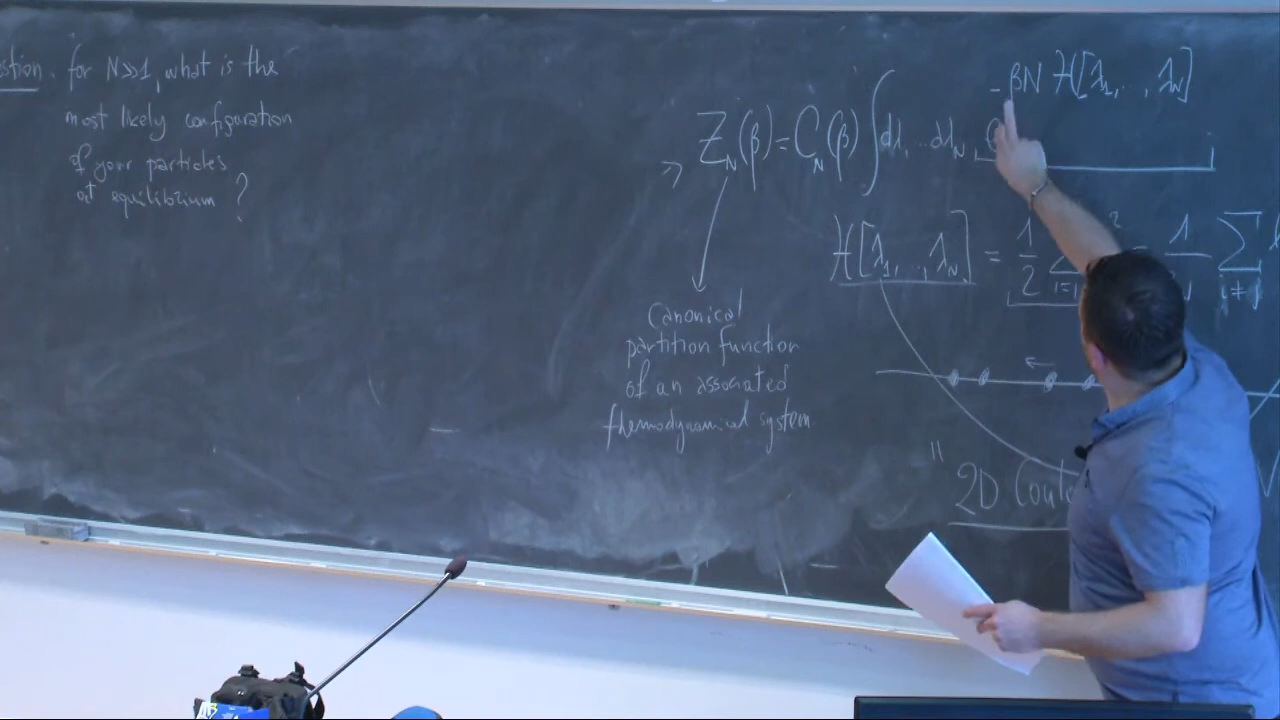 stion. for N>>1, what is the
most likely configuration
of your particles
at equilibrium ?
Z_N(β) = C_N(β) ∫ dλ_1 .. dλ_N e^{-βN H[λ_1, .., λ_N]}
H[λ_1, .., λ_N] = 1/2 Σ_{i=1} ² - 1/N Σ_{i≠j}
Canonical
partition function
of an associated
thermodynamical system
" 2D Coul